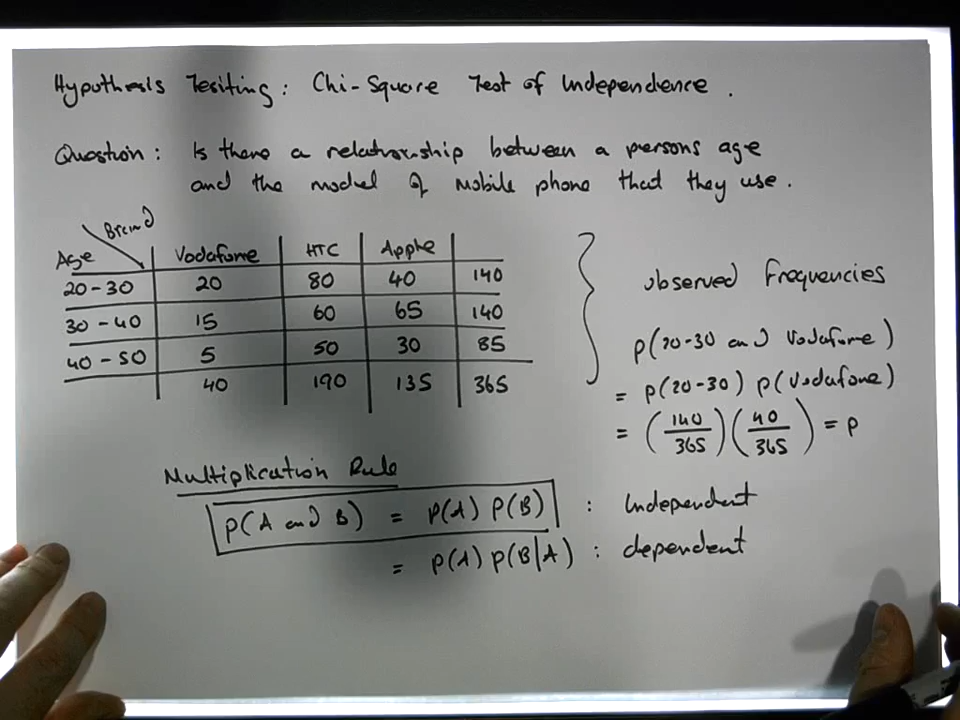 Hypothesis Tesiting: Chi-Square Test of Independence.
Question: Is there a relationship between a persons age
and the model of mobile phone that they use.
Brand
Age Vodafone HTC Apple
20-30 20 80 40 140
30-40 15 60 65 140
40-50 5 50 30 85
40 190 135 365
observed frequencies
p(20-30 and Vodafone)
= p(20-30) p(Vodafone)
= (140/365)(40/365) = p
Multiplication Rule
p(A and B) = p(A) p(B) : Independent
= p(A) p(B|A) : dependent